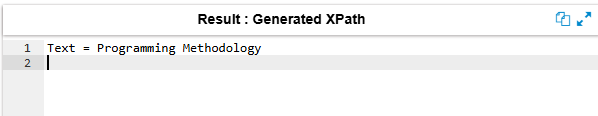 Result : Generated XPath
1 Text = Programming Methodology
2